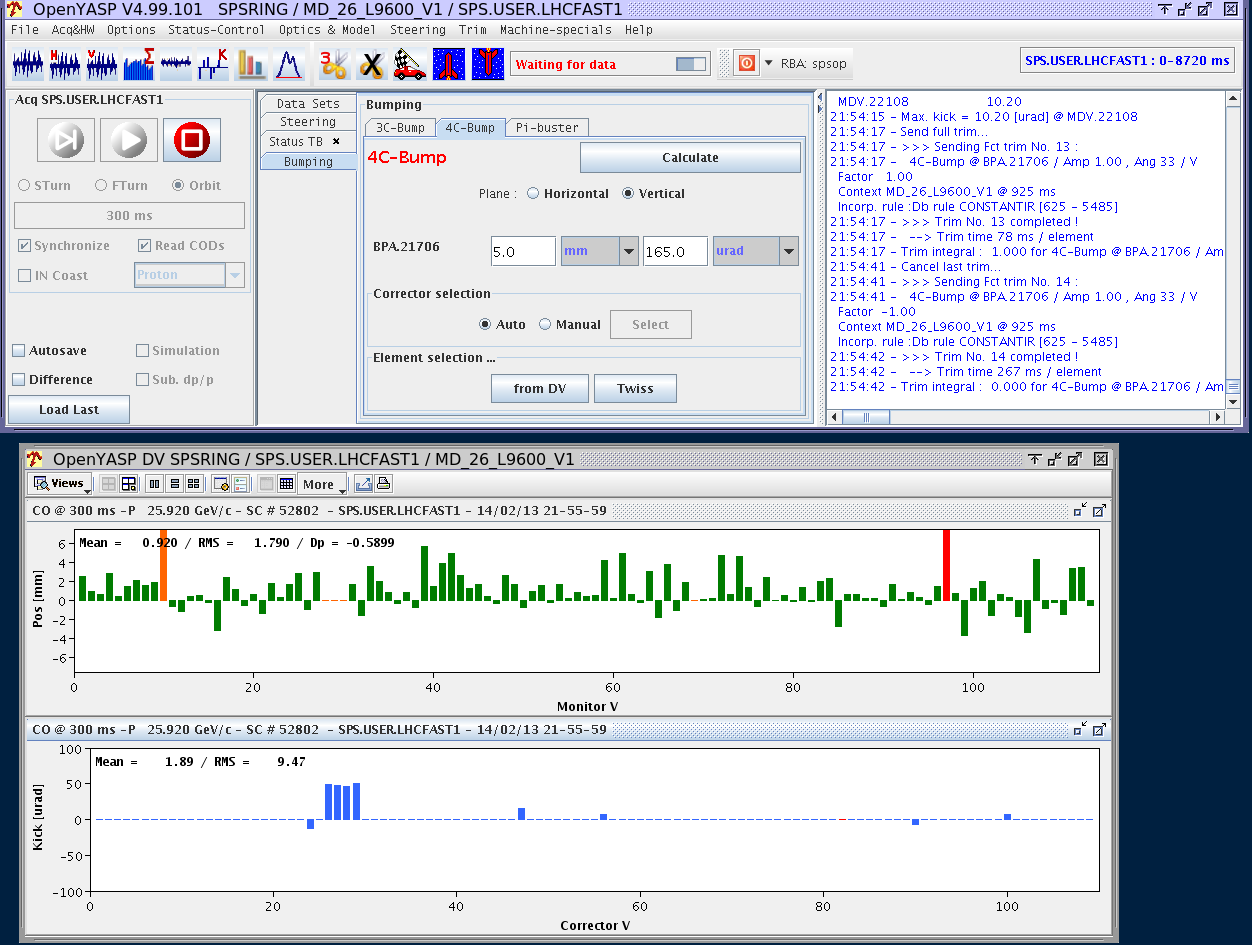 OpenYASP V4.99.101   SPSRING / MD_26_L9600_V1 / SPS.USER.LHCFAST1
File Acq&HW Options Status-Control Optics & Model Steering Trim Machine-specials Help
H V Σ K 3 X
Waiting for data
RBA: spsop
SPS.USER.LHCFAST1 : 0-8720 ms
Acq SPS.USER.LHCFAST1
STurn FTurn Orbit
300 ms
Synchronize Read CODs
IN Coast Proton
Autosave Simulation
Difference Sub. dp/p
Load Last
Data Sets
Steering
Status TB ×
Bumping
Bumping
3C-Bump 4C-Bump Pi-buster
4C-Bump Calculate
Plane : Horizontal Vertical
BPA.21706 5.0 mm 165.0 urad
Corrector selection
Auto Manual Select
Element selection ...
from DV Twiss
MDV.22108 10.20
21:54:15 - Max. kick = 10.20 [urad] @ MDV.22108
21:54:17 - Send full trim...
21:54:17 - >>> Sending Fct trim No. 13 :
21:54:17 -   4C-Bump @ BPA.21706 / Amp 1.00 , Ang 33 / V
Factor  1.00
Context MD_26_L9600_V1 @ 925 ms
Incorp. rule :Db rule CONSTANTIR [625 - 5485]
21:54:17 - >>> Trim No. 13 completed !
21:54:17 -   --> Trim time 78 ms / element
21:54:17 - Trim integral :  1.000 for 4C-Bump @ BPA.21706 / Am
21:54:41 - Cancel last trim...
21:54:41 - >>> Sending Fct trim No. 14 :
21:54:41 -   4C-Bump @ BPA.21706 / Amp 1.00 , Ang 33 / V
Factor  -1.00
Context MD_26_L9600_V1 @ 925 ms
Incorp. rule :Db rule CONSTANTIR [625 - 5485]
21:54:42 - >>> Trim No. 14 completed !
21:54:42 -   --> Trim time 267 ms / element
21:54:42 - Trim integral :  0.000 for 4C-Bump @ BPA.21706 / Am
OpenYASP DV SPSRING / SPS.USER.LHCFAST1 / MD_26_L9600_V1
Views More
CO @ 300 ms -P   25.920 GeV/c - SC # 52802  - SPS.USER.LHCFAST1 - 14/02/13 21-55-59
Mean =   0.920 / RMS =   1.790 / Dp = -0.5899
Pos [mm]
6
4
2
0
-2
-4
-6
0 20 40 60 80 100
Monitor V
CO @ 300 ms -P   25.920 GeV/c - SC # 52802  - SPS.USER.LHCFAST1 - 14/02/13 21-55-59
Mean =    1.89 / RMS =    9.47
Kick [urad]
100
50
0
-50
-100
0 20 40 60 80 100
Corrector V